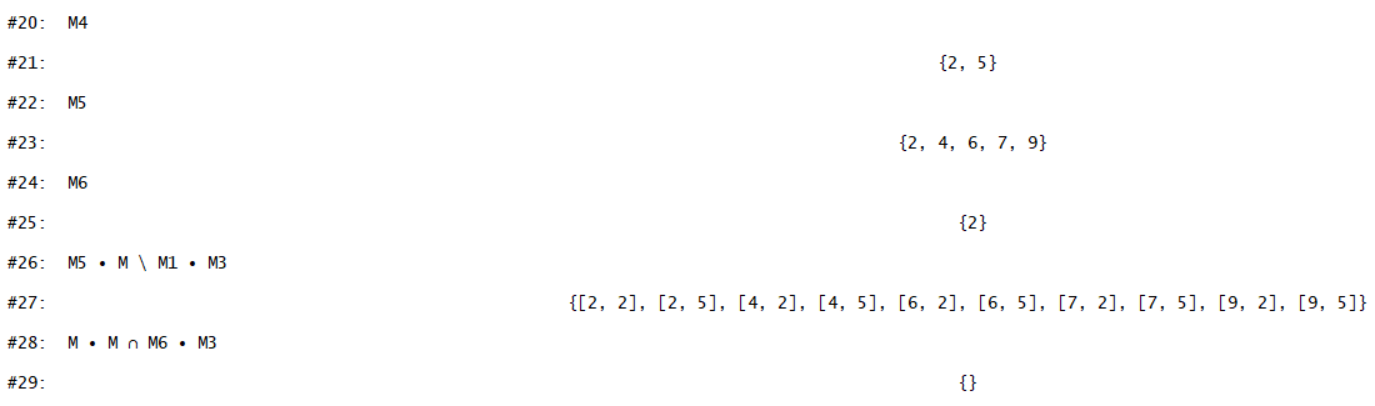 #20: M4
#21: {2, 5}
#22: M5
#23: {2, 4, 6, 7, 9}
#24: M6
#25: {2}
#26: M5 • M \ M1 • M3
#27: {[2, 2], [2, 5], [4, 2], [4, 5], [6, 2], [6, 5], [7, 2], [7, 5], [9, 2], [9, 5]}
#28: M • M ∩ M6 • M3
#29: {}